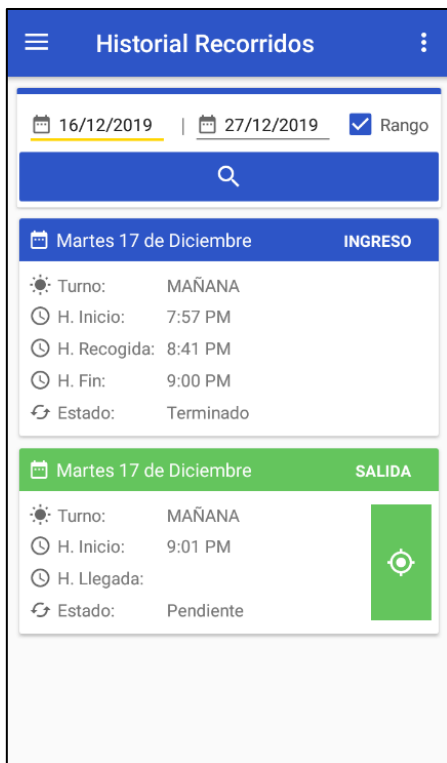 Historial Recorridos
16/12/2019 | 27/12/2019 Rango
Martes 17 de Diciembre INGRESO
Turno: MAÑANA
H. Inicio: 7:57 PM
H. Recogida: 8:41 PM
H. Fin: 9:00 PM
Estado: Terminado
Martes 17 de Diciembre SALIDA
Turno: MAÑANA
H. Inicio: 9:01 PM
H. Llegada:
Estado: Pendiente